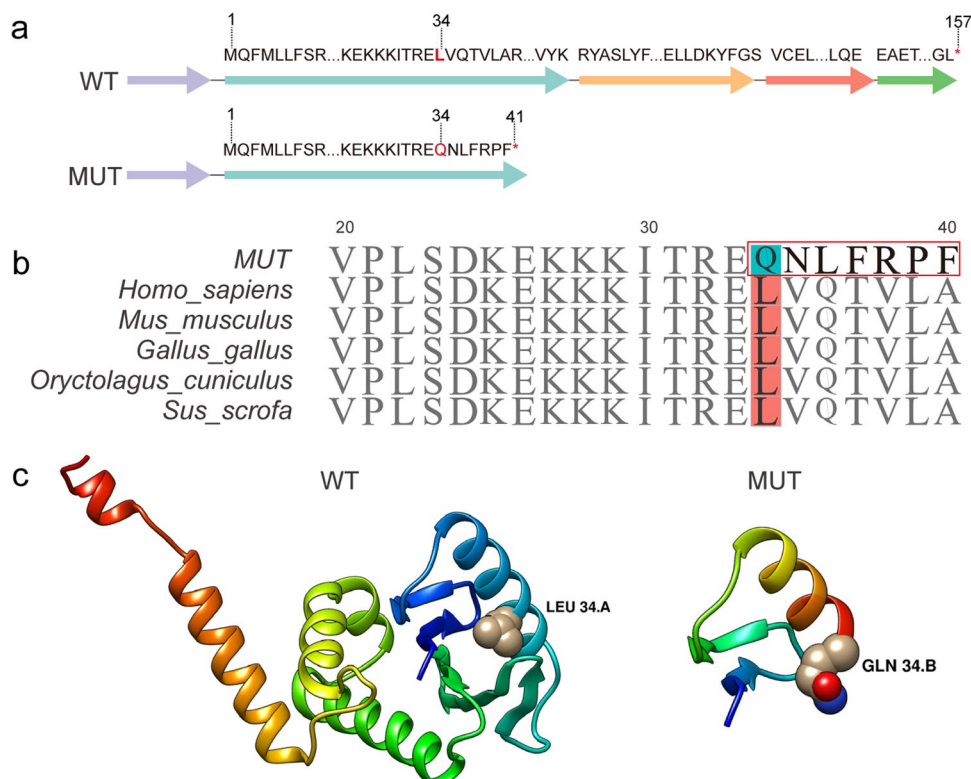 a
1 34 157
MQFMLLFSR...KEKKKITRELVQTVLAR...VYK RYASLYF...ELLDKYFGS VCEL...LQE EAET...GL*
WT
1 34 41
MQFMLLFSR...KEKKKITREQNLFRPF*
MUT
20 30 40
b
MUT VPLSDKEKKKITREQNLFRPF
Homo_sapiens VPLSDKEKKKITRELVQTVLA
Mus_musculus VPLSDKEKKKITRELVQTVLA
Gallus_gallus VPLSDKEKKKITRELVQTVLA
Oryctolagus_cuniculus VPLSDKEKKKITRELVQTVLA
Sus_scrofa VPLSDKEKKKITRELVQTVLA
c
WT MUT
LEU 34.A
GLN 34.B